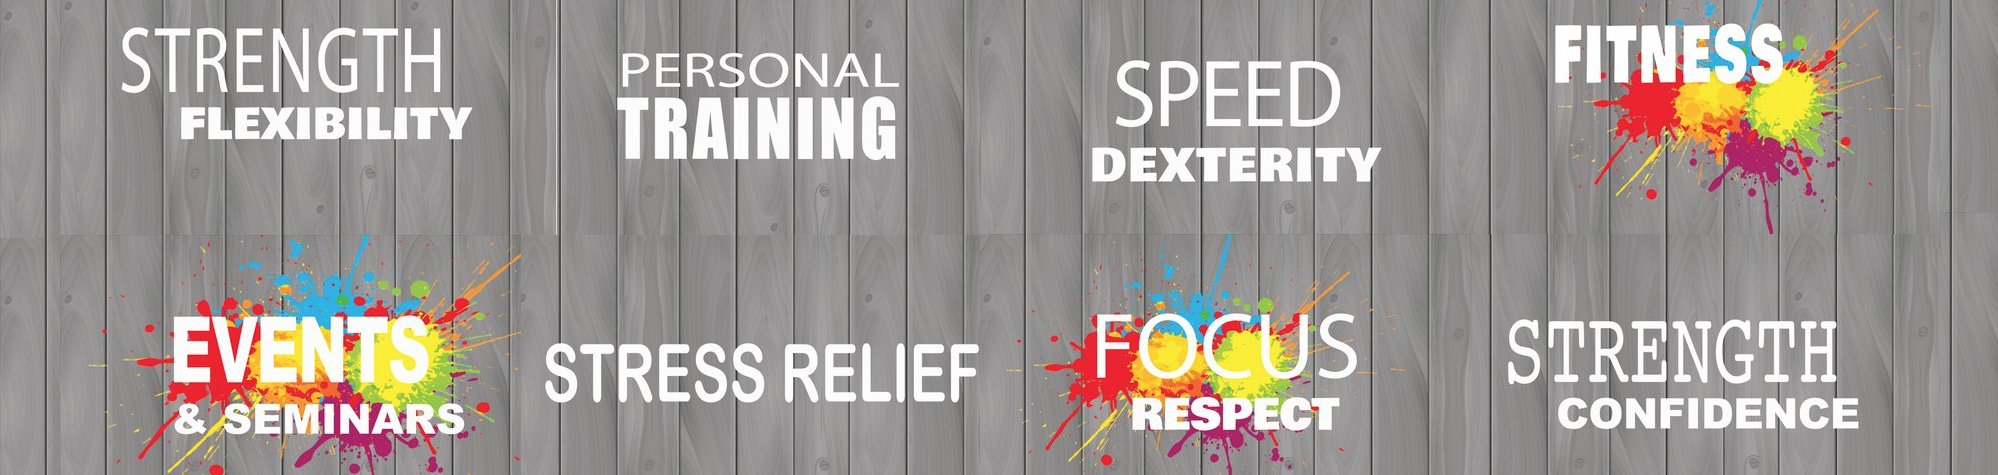 STRENGTH
FLEXIBILITY
PERSONAL
TRAINING
SPEED
DEXTERITY
FITNESS
EVENTS
& SEMINARS
STRESS RELIEF
FOCUS
RESPECT
STRENGTH
CONFIDENCE